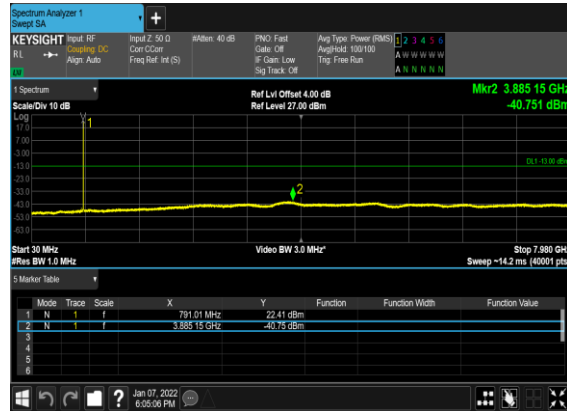 Spectrum Analyzer 1
Swept SA
+
KEYSIGHT Input: RF Input Z: 50 Ω #Atten: 40 dB PNO: Fast Avg Type: Power (RMS) 1 2 3 4 5 6
RL Coupling: DC Corr CCorr Gate: Off Avg|Hold: 100/100 A W W W W W
Align: Auto Freq Ref: Int (S) IF Gain: Low Trig: Free Run A N N N N N
Sig Track: Off
1 Spectrum
Ref Lvl Offset 4.00 dB
Mkr2 3.885 15 GHz
Scale/Div 10 dB
Ref Level 27.00 dBm
-40.751 dBm
Log
17.0
7.00
-3.00
-13.0
DL1 -13.00 dBm
-23.0
-33.0
-43.0
-53.0
-63.0
1
2
Start 30 MHz Video BW 3.0 MHz* Stop 7.980 GHz
#Res BW 1.0 MHz Sweep ~14.2 ms (40001 pts)
5 Marker Table
Mode Trace Scale X Y Function Function Width Function Value
1 N 1 f 791.01 MHz 22.41 dBm
2 N 1 f 3.885 15 GHz -40.75 dBm
3
4
5
6
? Jan 07, 2022
6:05:06 PM